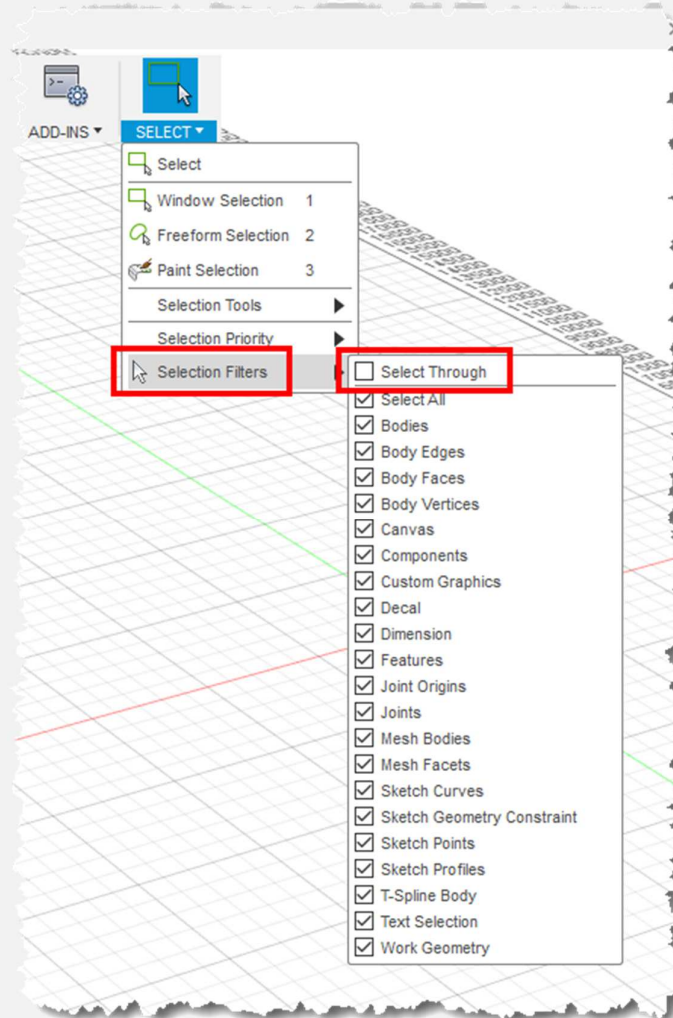 ADD-INS
SELECT
Select
Window Selection 1
Freeform Selection 2
Paint Selection 3
Selection Tools
Selection Priority
Selection Filters
Select Through
Select All
Bodies
Body Edges
Body Faces
Body Vertices
Canvas
Components
Custom Graphics
Decal
Dimension
Features
Joint Origins
Joints
Mesh Bodies
Mesh Facets
Sketch Curves
Sketch Geometry Constraint
Sketch Points
Sketch Profiles
T-Spline Body
Text Selection
Work Geometry